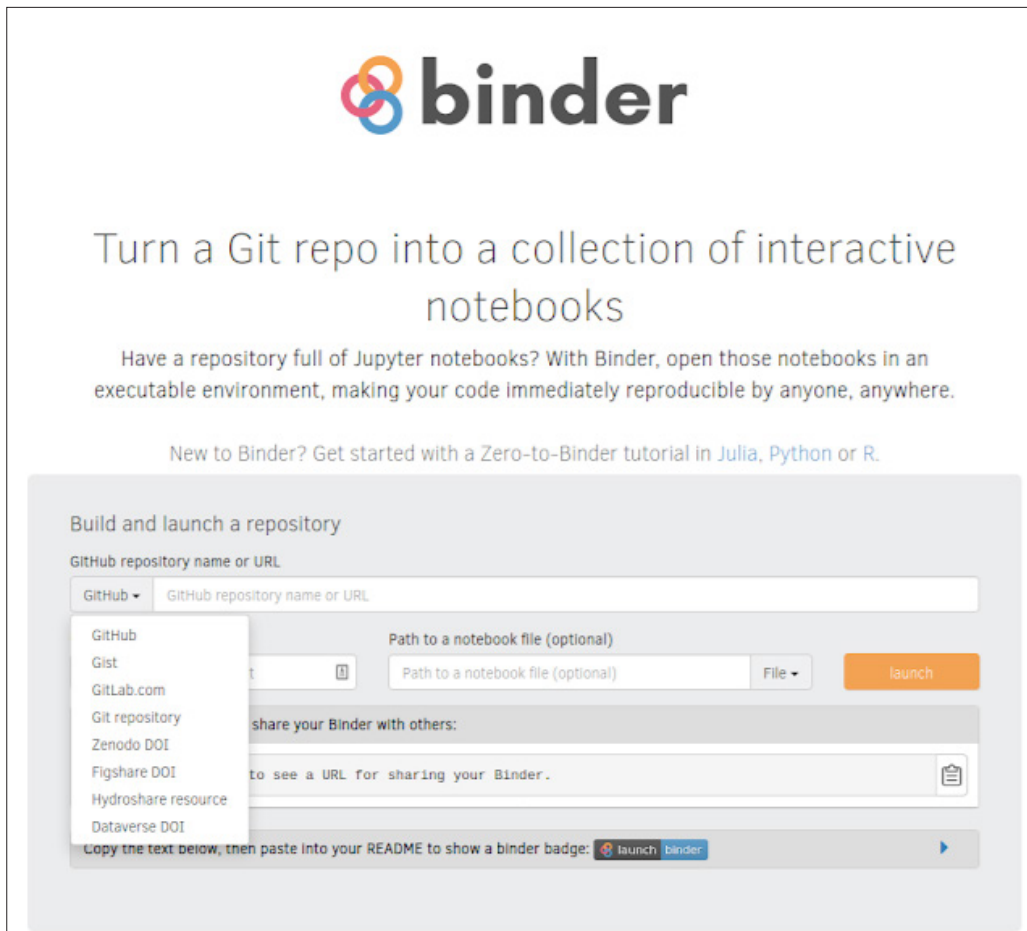 binder
Turn a Git repo into a collection of interactive
notebooks
Have a repository full of Jupyter notebooks? With Binder, open those notebooks in an
executable environment, making your code immediately reproducible by anyone, anywhere.
New to Binder? Get started with a Zero-to-Binder tutorial in Julia, Python or R.
Build and launch a repository
GitHub repository name or URL
GitHub GitHub repository name or URL
GitHub
Gist
GitLab.com
Git repository
Zenodo DOI
Figshare DOI
Hydroshare resource
Dataverse DOI
t
Path to a notebook file (optional)
Path to a notebook file (optional) File launch
share your Binder with others:
to see a URL for sharing your Binder.
Copy the text below, then paste into your README to show a binder badge: launch binder